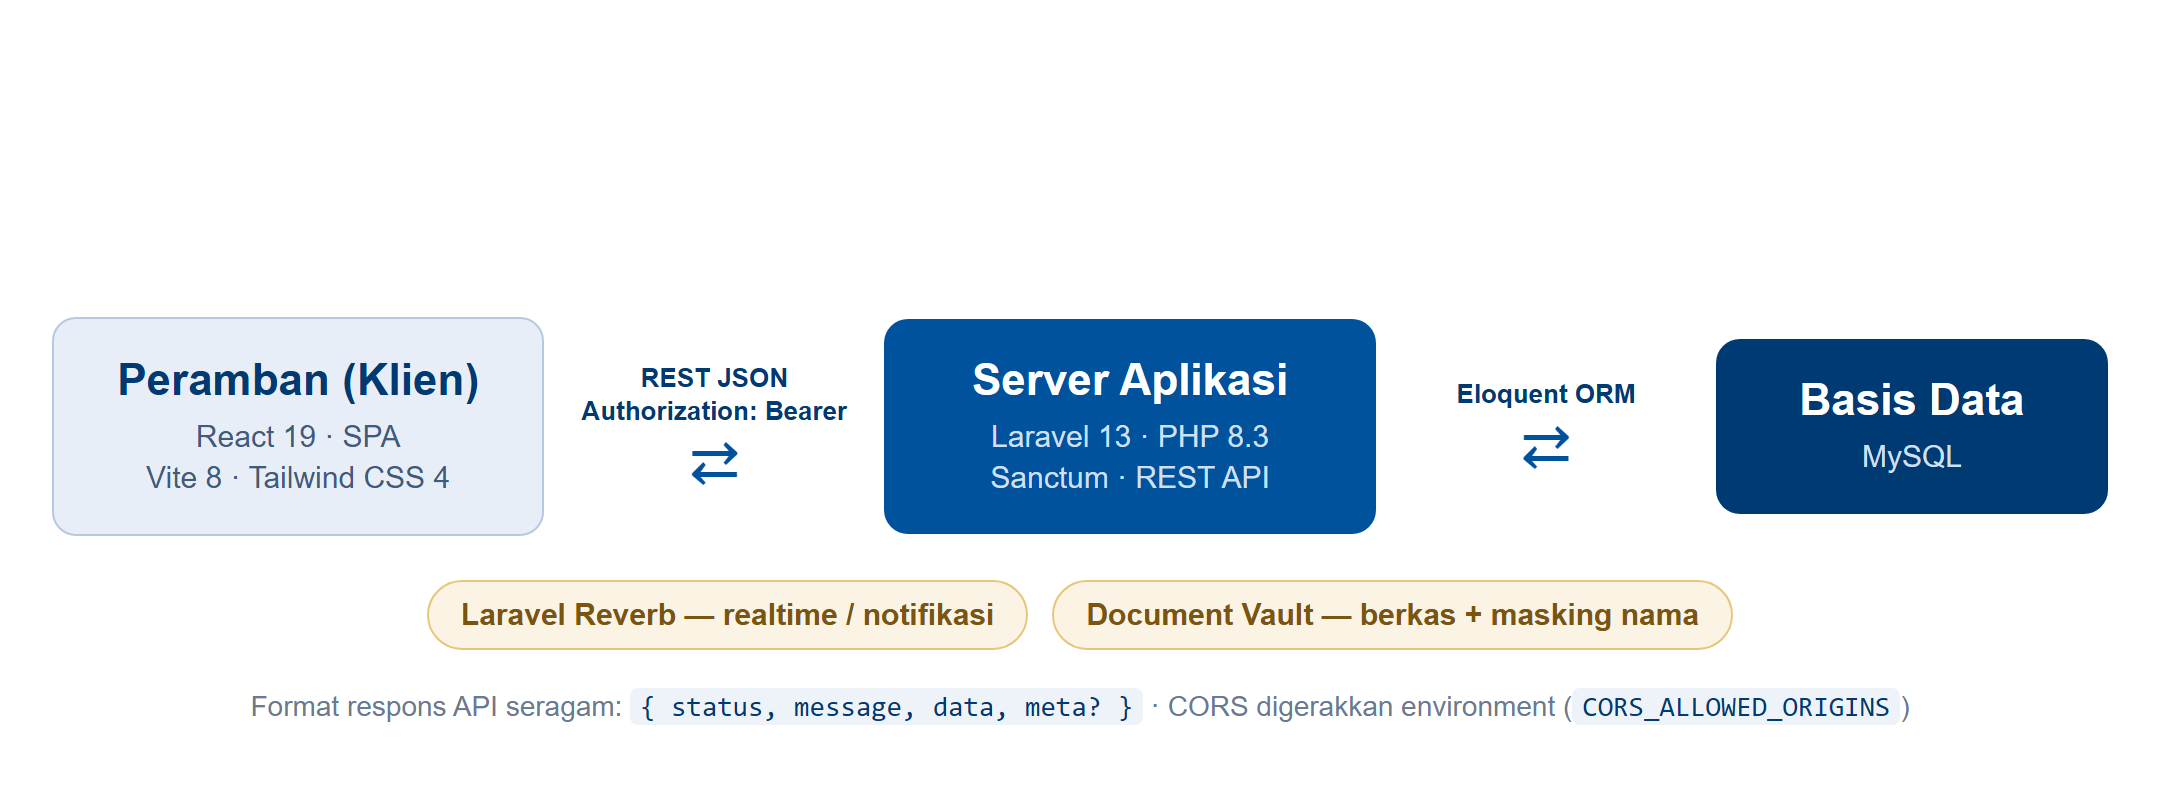 Peramban (Klien)
React 19 · SPA
Vite 8 · Tailwind CSS 4
REST JSON
Authorization: Bearer
⇄
Server Aplikasi
Laravel 13 · PHP 8.3
Sanctum · REST API
Eloquent ORM
⇄
Basis Data
MySQL
Laravel Reverb — realtime / notifikasi
Document Vault — berkas + masking nama
Format respons API seragam: { status, message, data, meta? } · CORS digerakkan environment (CORS_ALLOWED_ORIGINS)